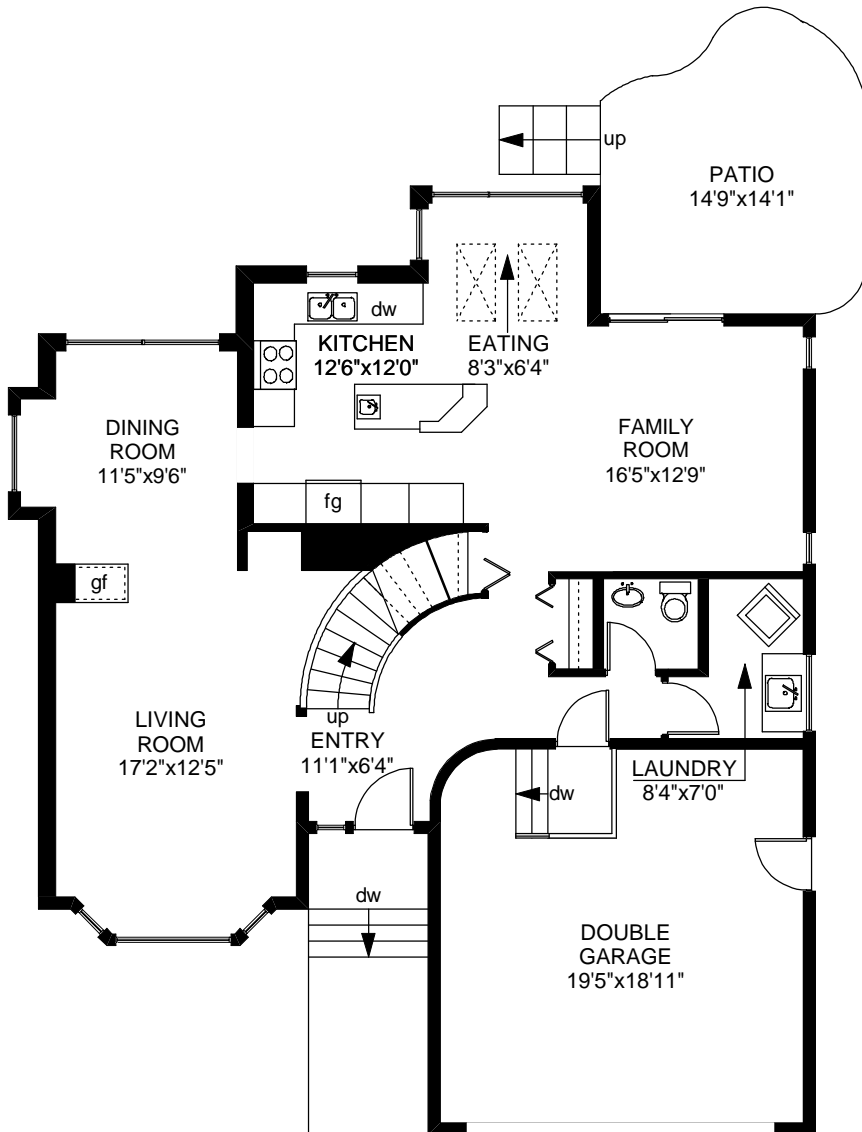 up
PATIO
14'9"x14'1"
dw
KITCHEN
12'6"x12'0"
EATING
8'3"x6'4"
DINING
ROOM
11'5"x9'6"
FAMILY
ROOM
16'5"x12'9"
fg
gf
up
LIVING
ROOM
17'2"x12'5"
ENTRY
11'1"x6'4"
LAUNDRY
8'4"x7'0"
dw
dw
DOUBLE
GARAGE
19'5"x18'11"